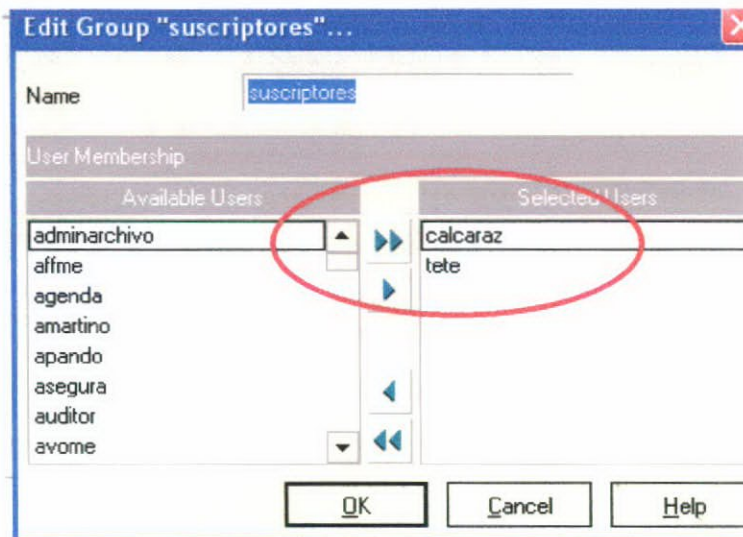 Edit Group "suscriptores"...
Name
suscriptores
User Membership
Available Users
Selected Users
adminarchivo
affme
agenda
amartino
apando
asegura
auditor
avome
calcaraz
tete
OK
Cancel
Help